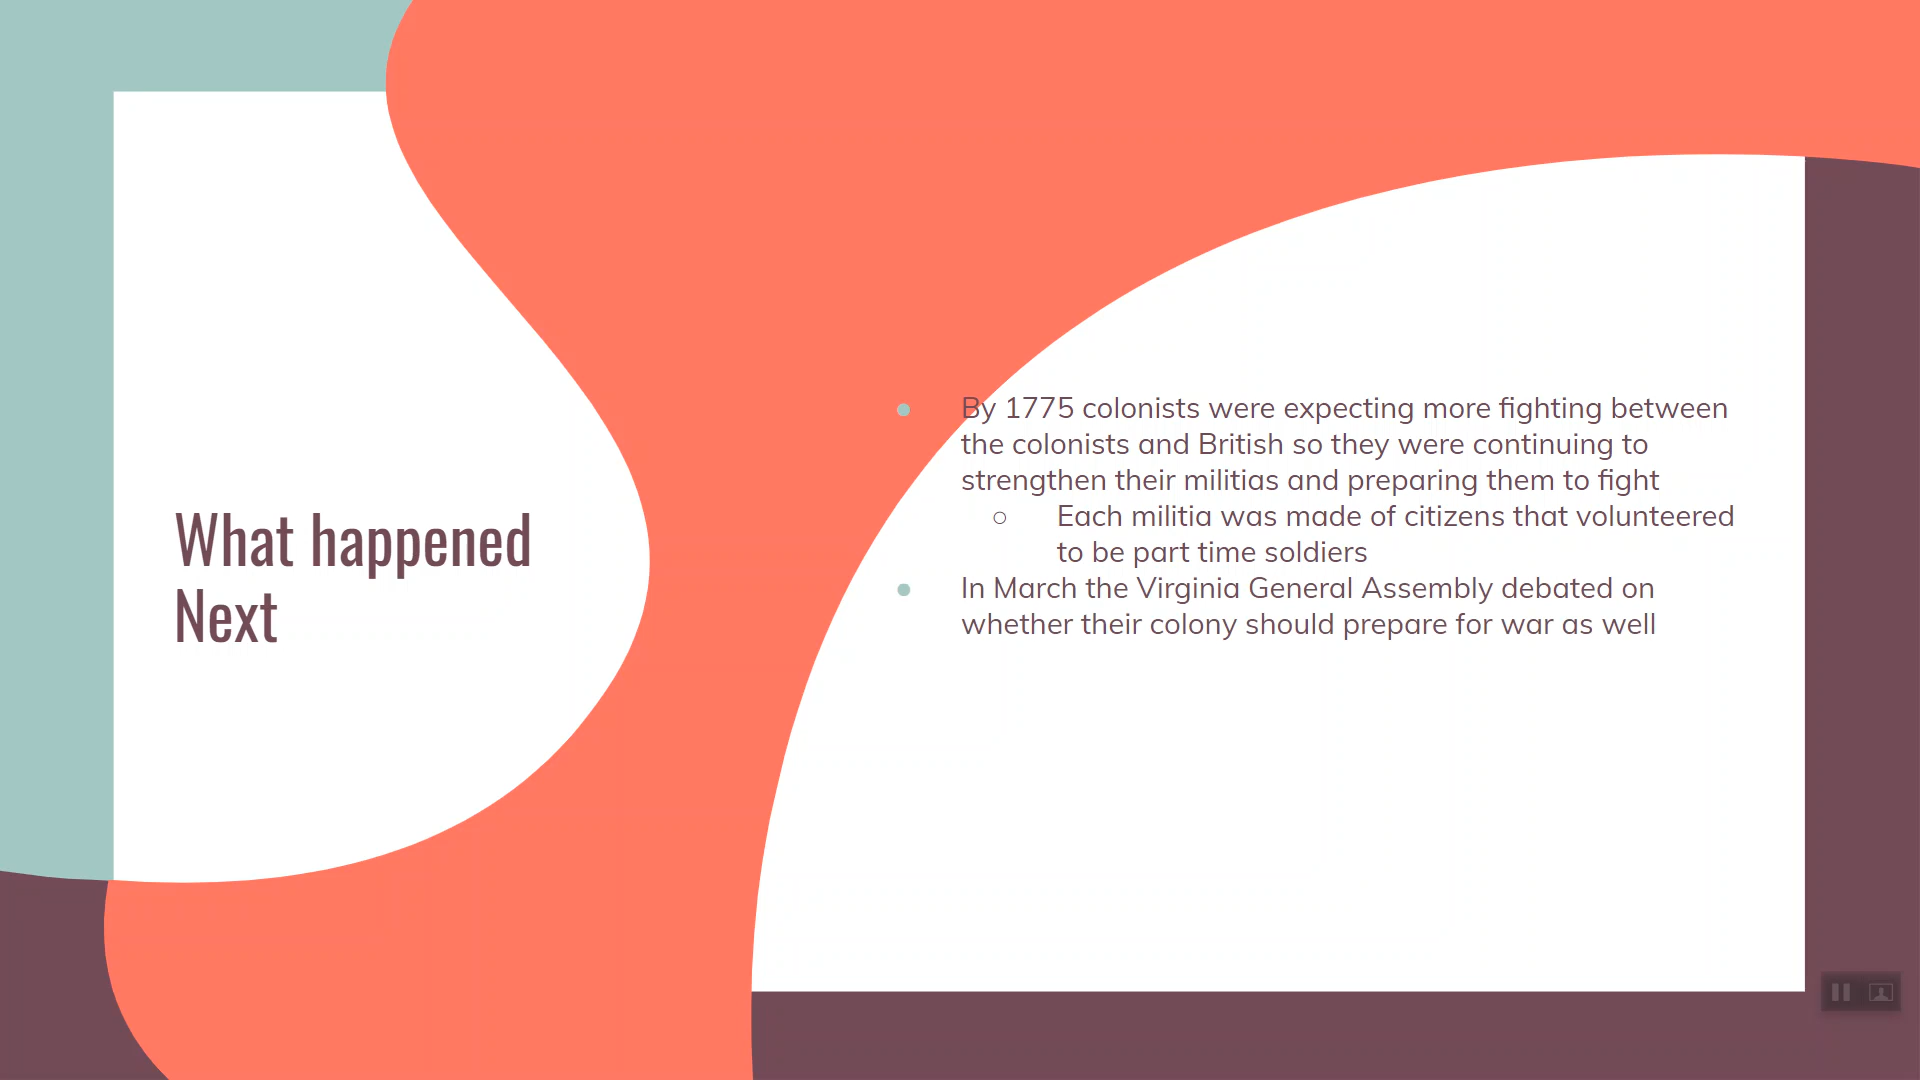 What happened
Next
By 1775 colonists were expecting more fighting between
the colonists and British so they were continuing to
strengthen their militias and preparing them to fight
Each militia was made of citizens that volunteered
to be part time soldiers
In March the Virginia General Assembly debated on
whether their colony should prepare for war as well